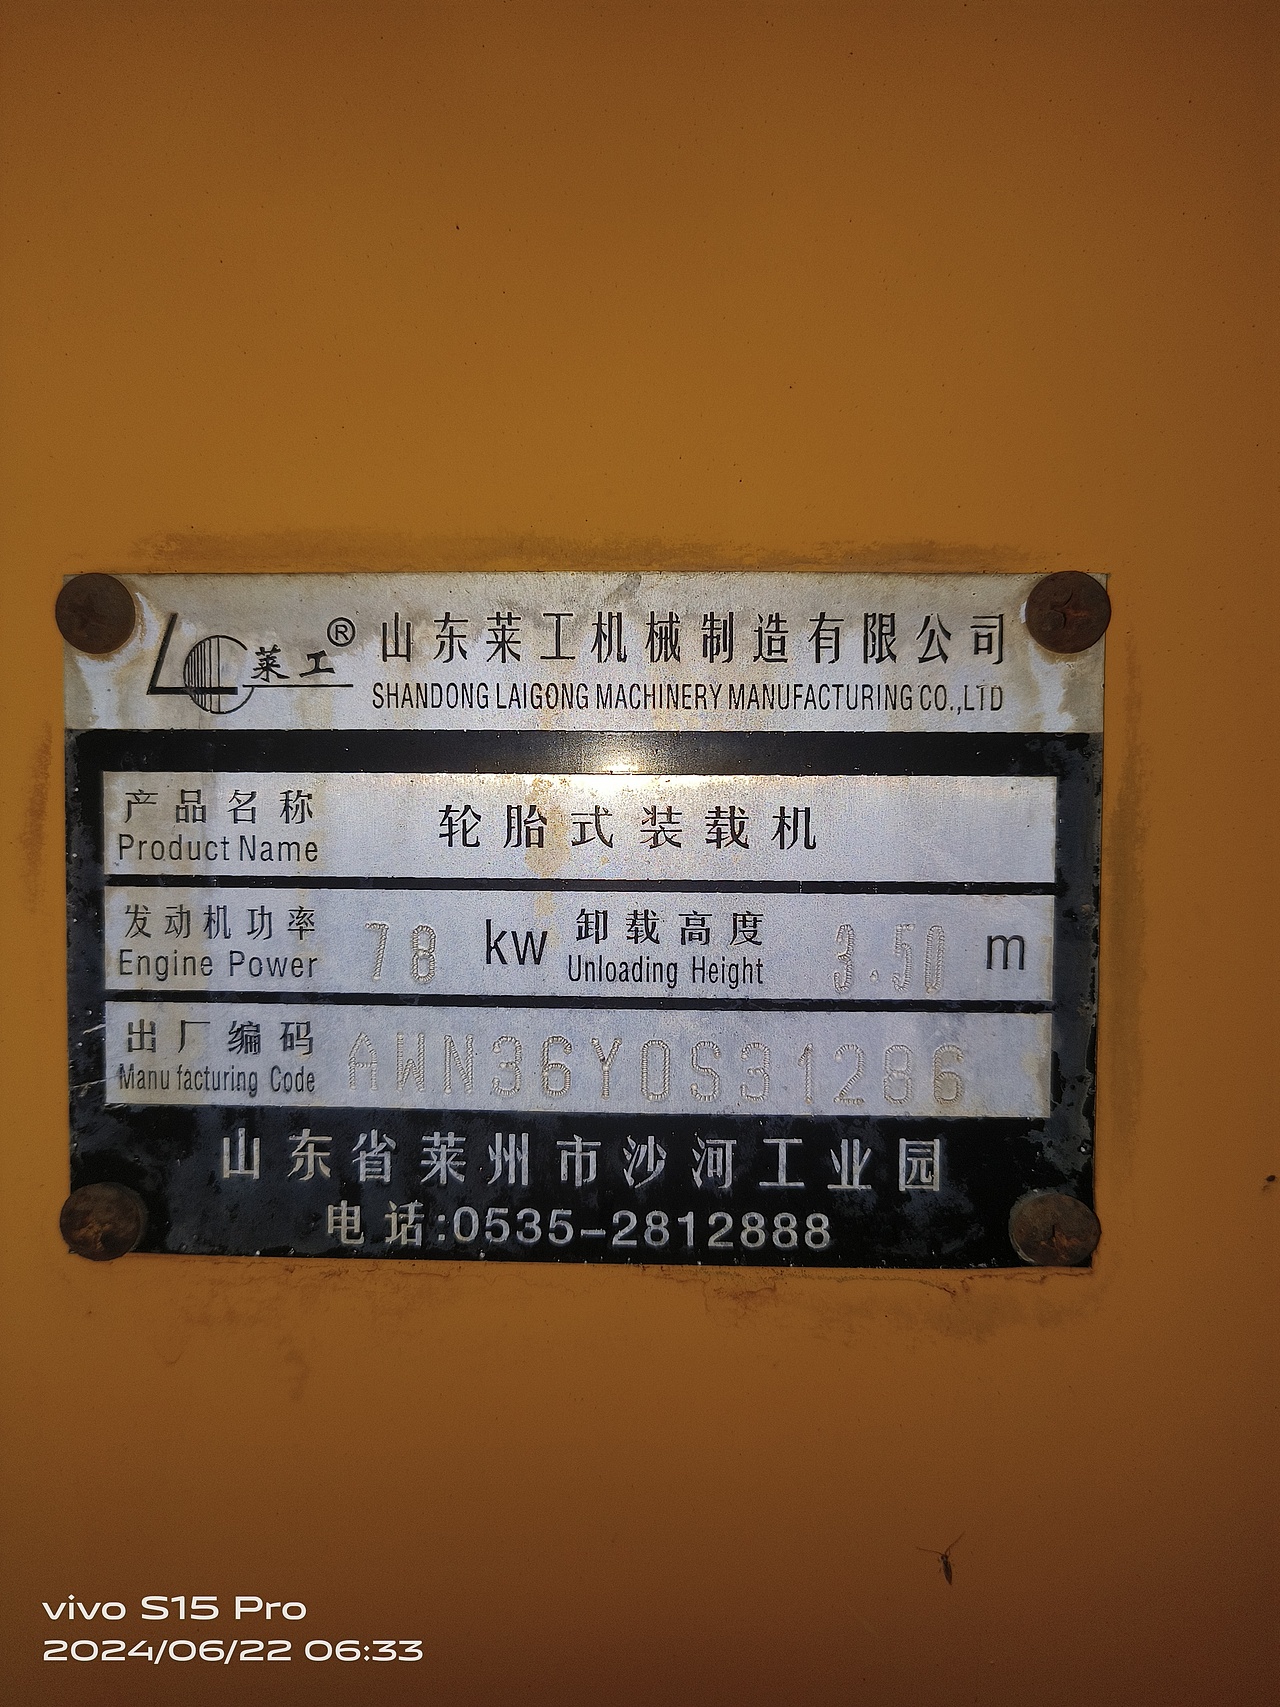 莱工 ® 山东莱工机械制造有限公司
SHANDONG LAIGONG MACHINERY MANUFACTURING CO.,LTD
产品名称 轮胎式装载机
Product Name
发动机功率 78 kw 卸载高度 3.50 m
Engine Power Unloading Height
出厂编码 AWN36Y0S31286
Manu facturing Code
山东省莱州市沙河工业园
电话:0535-2812888
vivo S15 Pro
2024/06/22 06:33